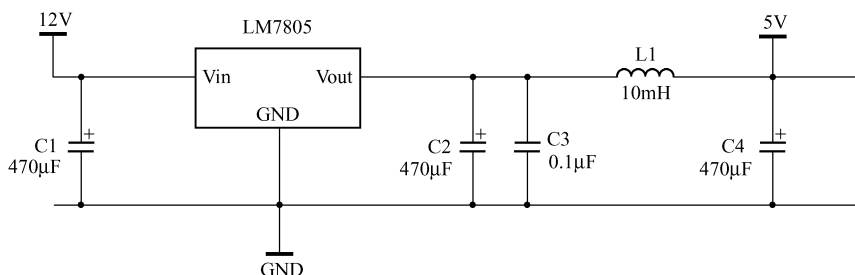 12V
LM7805
5V
L1
10mH
Vin
Vout
GND
C1
470μF
+
C2
470μF
+
C3
0.1μF
C4
470μF
+
GND